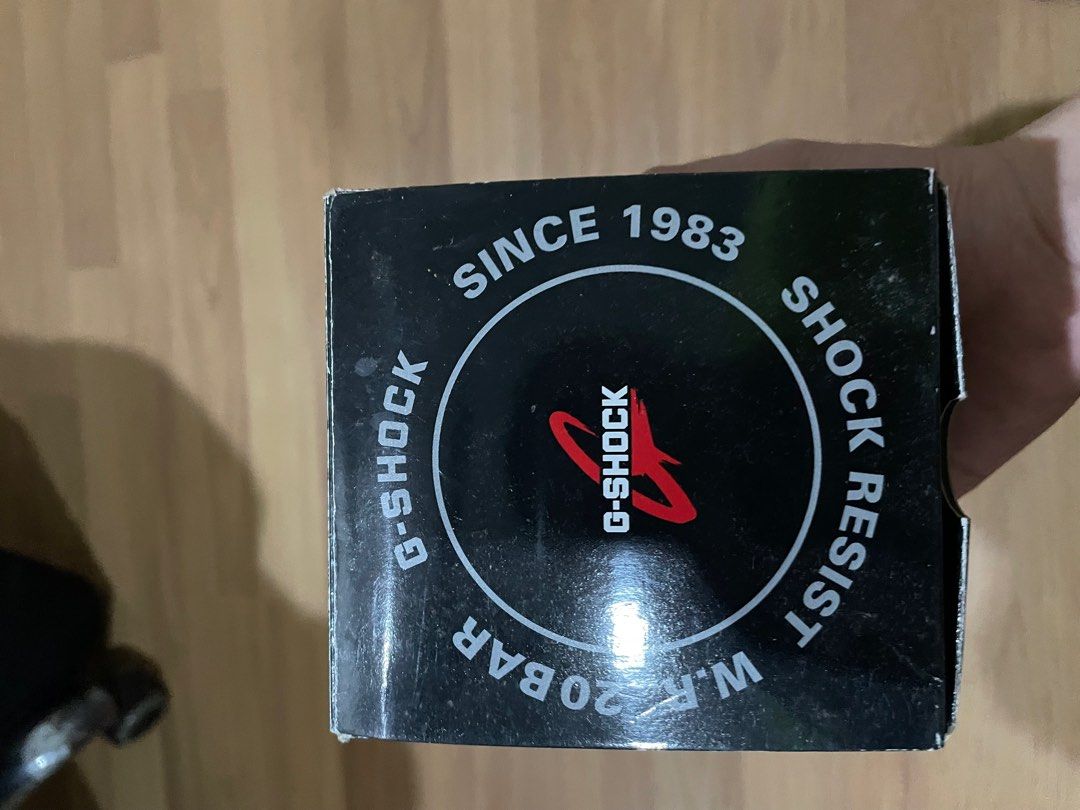 G-SHOCK
SINCE 1983
SHOCK RESIST
W.R. 20BAR
G-SHOCK